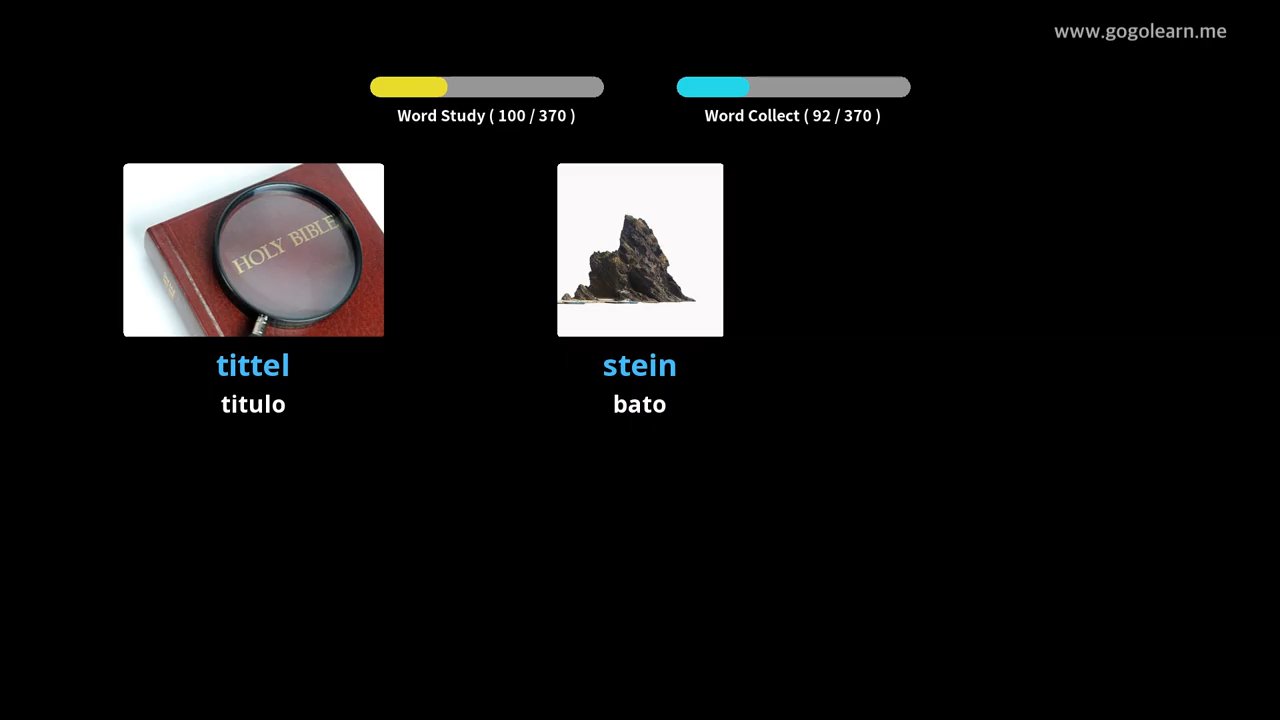 www.gogolearn.me
Word Study ( 100 / 370 )
Word Collect ( 92 / 370 )
HOLY BIBLE
tittel
stein
titulo
bato